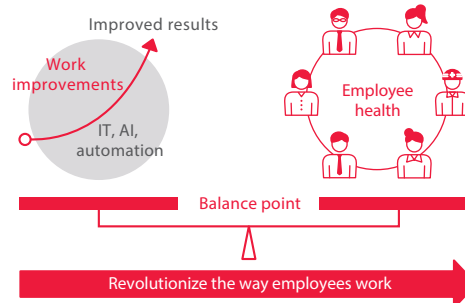 Improved results
Work
improvements
IT, AI,
automation
Employee
health
Balance point
Revolutionize the way employees work